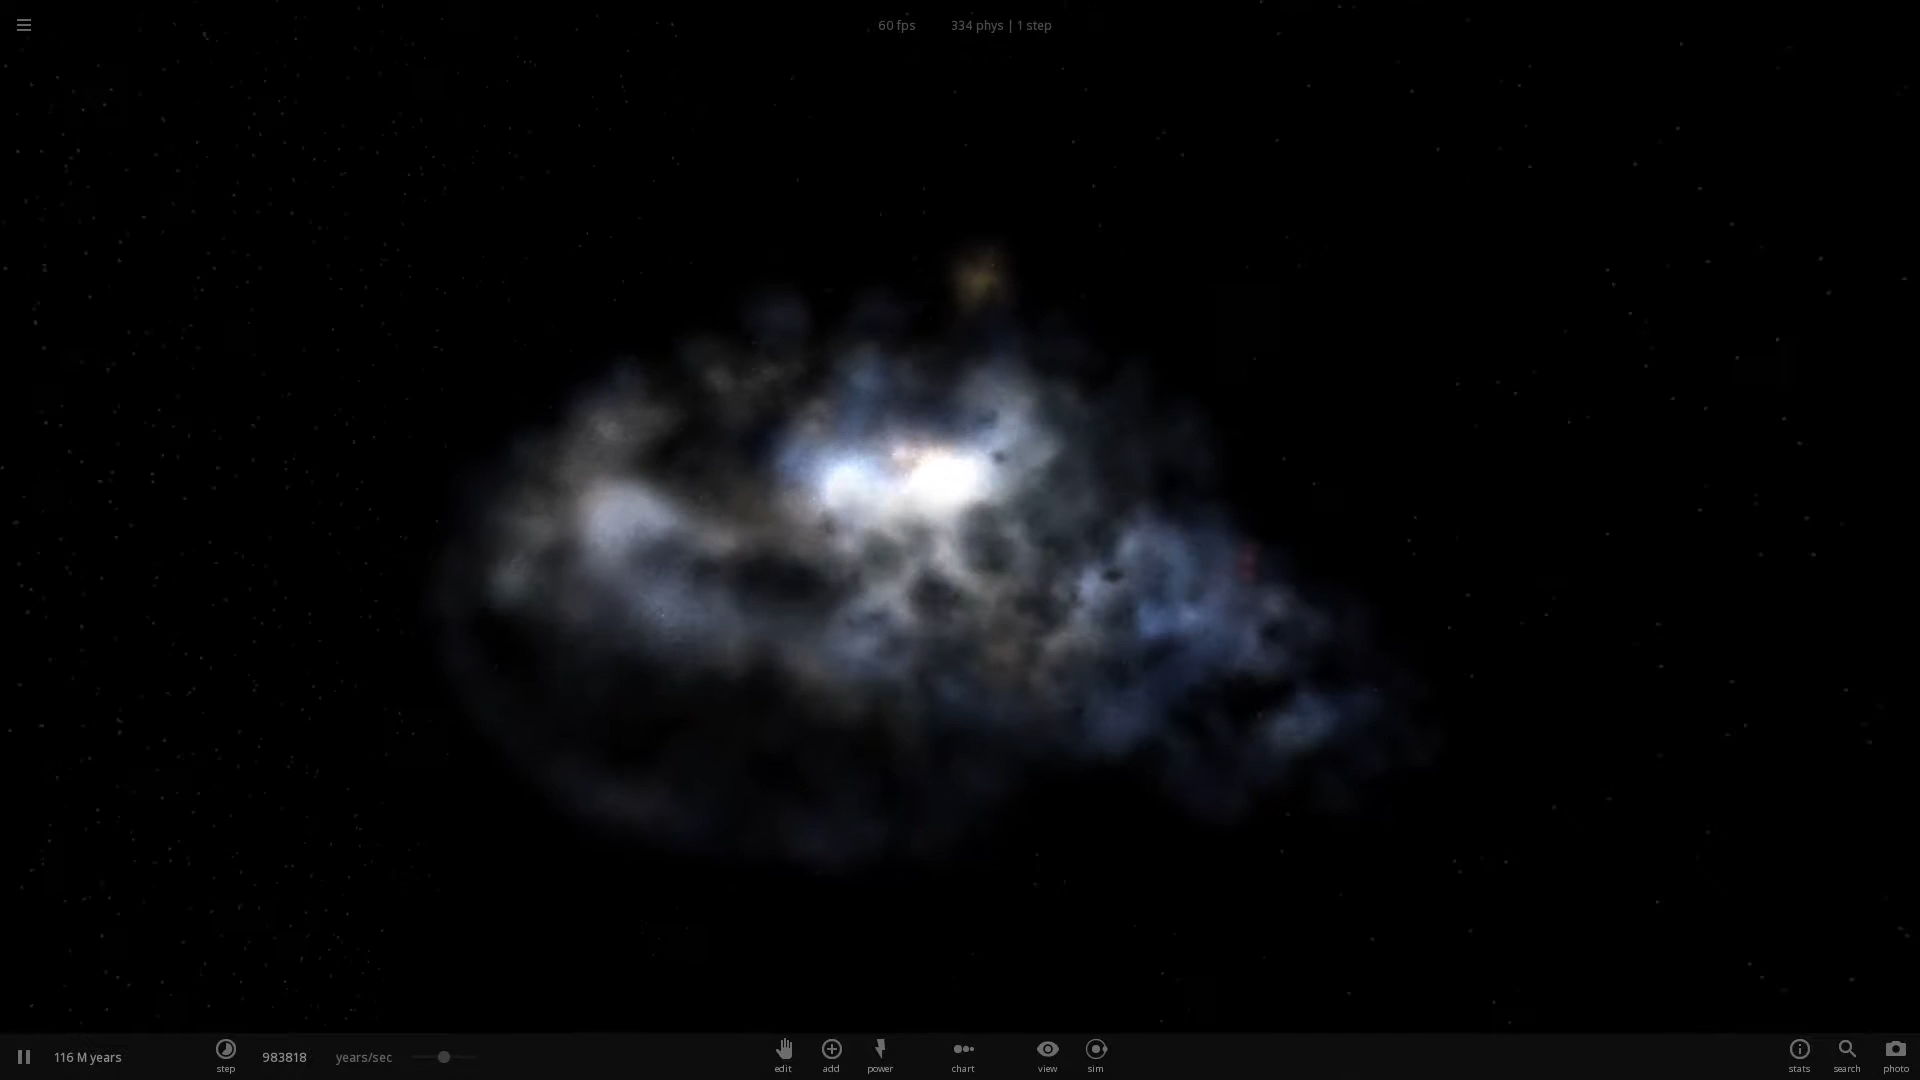 60 fps 334 phys | 1 step
116 M years 983818 years/sec
step edit add power chart view sim stats search photo